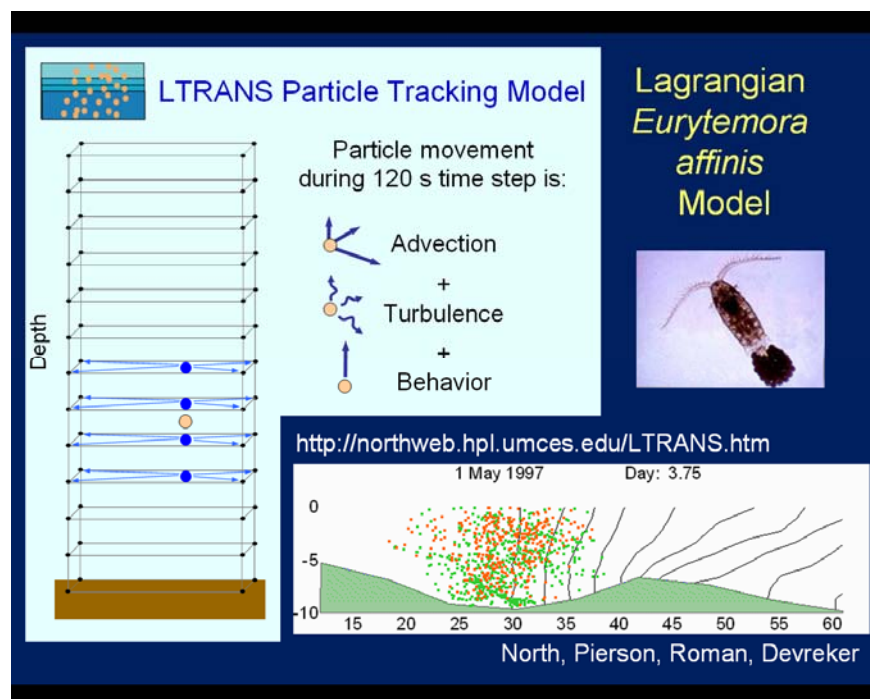 LTRANS Particle Tracking Model
Particle movement
during 120 s time step is:
Advection
+
Turbulence
+
Behavior
Depth
Lagrangian
Eurytemora
affinis
Model
http://northweb.hpl.umces.edu/LTRANS.htm
1 May 1997 Day: 3.75
0
-5
-10
15 20 25 30 35 40 45 50 55 60
North, Pierson, Roman, Devreker